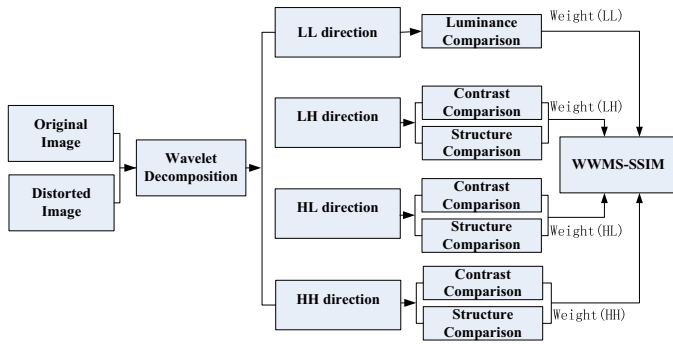 Original
Image
Distorted
Image
Wavelet
Decomposition
LL direction
Luminance
Comparison
Weight(LL)
LH direction
Contrast
Comparison
Structure
Comparison
Weight(LH)
HL direction
Contrast
Comparison
Structure
Comparison
Weight(HL)
HH direction
Contrast
Comparison
Structure
Comparison
Weight(HH)
WWMS-SSIM